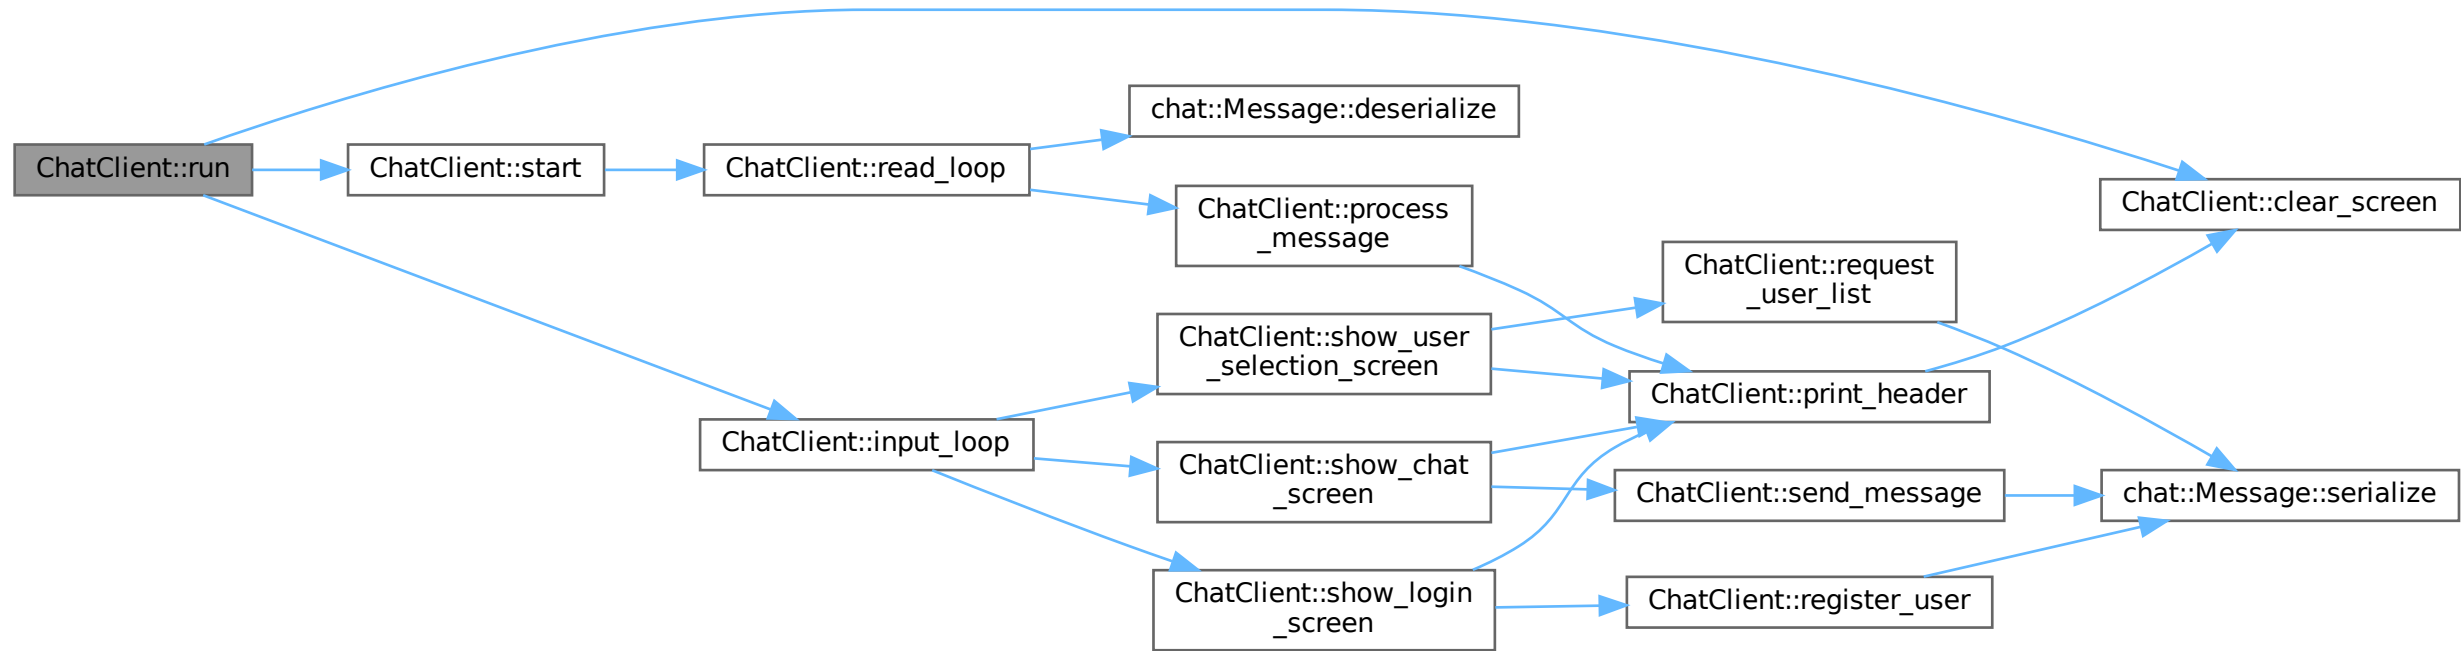 ChatClient::run
ChatClient::start
ChatClient::read_loop
chat::Message::deserialize
ChatClient::process
_message
ChatClient::clear_screen
ChatClient::request
_user_list
ChatClient::show_user
_selection_screen
ChatClient::print_header
ChatClient::input_loop
ChatClient::show_chat
_screen
ChatClient::send_message
chat::Message::serialize
ChatClient::show_login
_screen
ChatClient::register_user